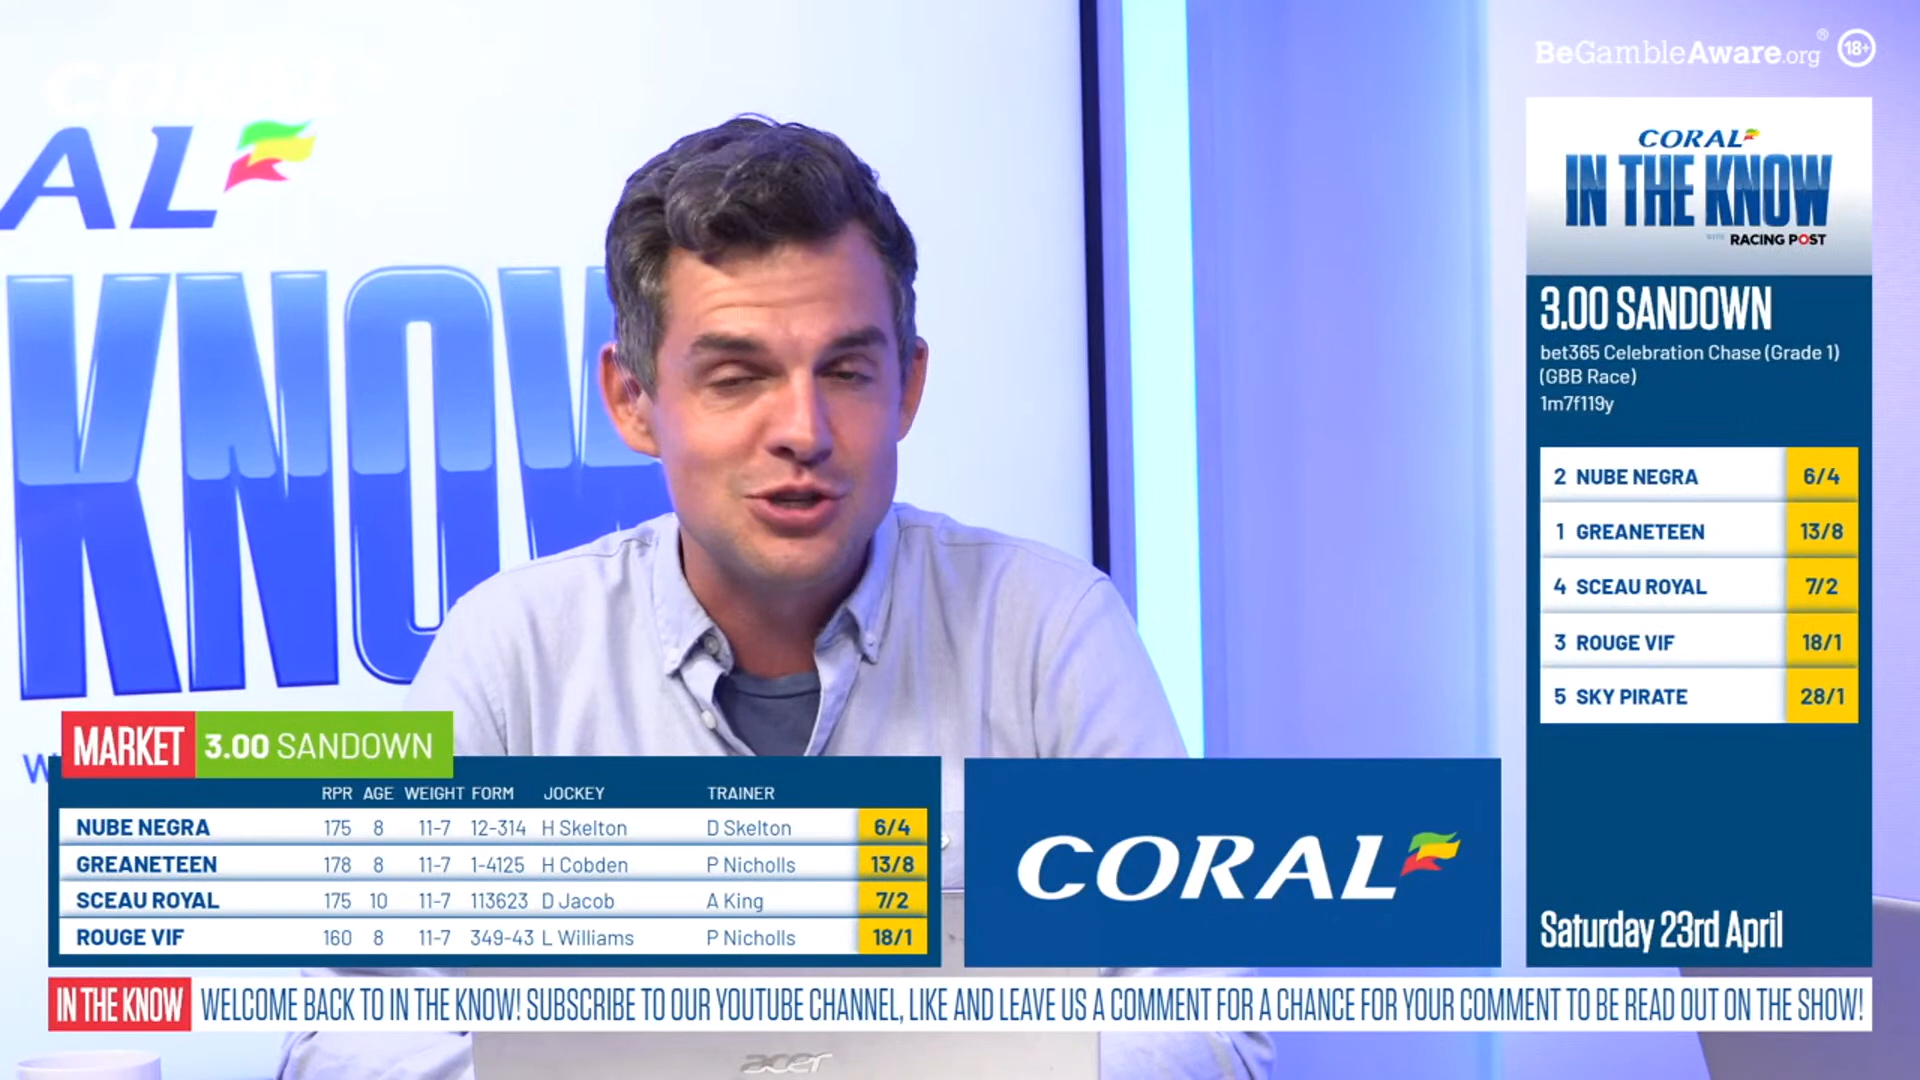 BeGambleAware.org® 18+
CORAL
AL
KNOW
W
CORAL
IN THE KNOW
WITH RACING POST
3.00 SANDOWN
bet365 Celebration Chase (Grade 1)
(GBB Race)
1m7f119y
2 NUBE NEGRA 6/4
1 GREANETEEN 13/8
4 SCEAU ROYAL 7/2
3 ROUGE VIF 18/1
5 SKY PIRATE 28/1
Saturday 23rd April
MARKET 3.00 SANDOWN
RPR AGE WEIGHT FORM JOCKEY TRAINER
NUBE NEGRA 175 8 11-7 12-314 H Skelton D Skelton 6/4
GREANETEEN 178 8 11-7 1-4125 H Cobden P Nicholls 13/8
SCEAU ROYAL 175 10 11-7 113623 D Jacob A King 7/2
ROUGE VIF 160 8 11-7 349-43 L Williams P Nicholls 18/1
CORAL
IN THE KNOW WELCOME BACK TO IN THE KNOW! SUBSCRIBE TO OUR YOUTUBE CHANNEL, LIKE AND LEAVE US A COMMENT FOR A CHANCE FOR YOUR COMMENT TO BE READ OUT ON THE SHOW!
acer